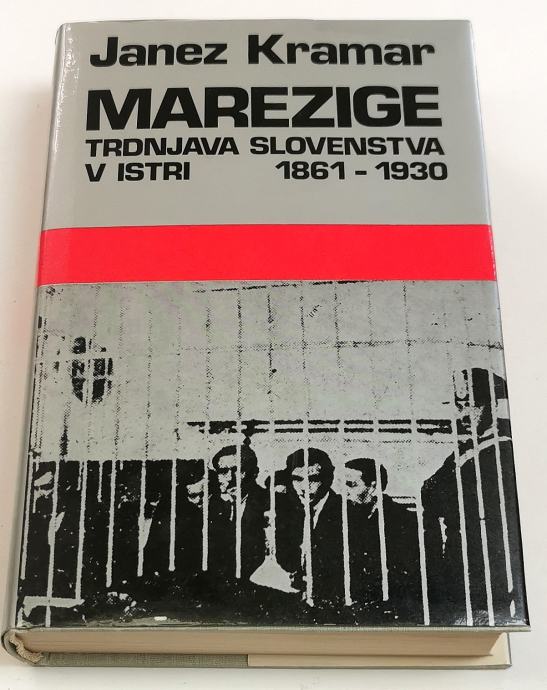 Janez Kramar
MAREZIGE
TRDNJAVA SLOVENSTVA
V ISTRI 1861 - 1930